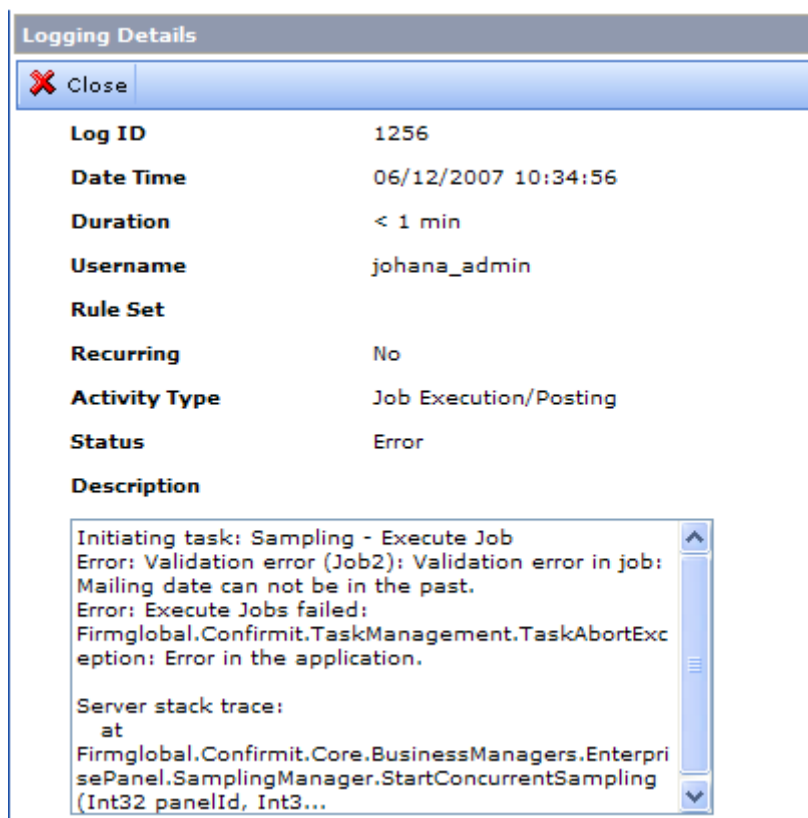 Logging Details
Close
Log ID 1256
Date Time 06/12/2007 10:34:56
Duration < 1 min
Username johana_admin
Rule Set
Recurring No
Activity Type Job Execution/Posting
Status Error
Description
Initiating task: Sampling - Execute Job
Error: Validation error (Job2): Validation error in job:
Mailing date can not be in the past.
Error: Execute Jobs failed:
Firmglobal.Confirmit.TaskManagement.TaskAbortExc
eption: Error in the application.
Server stack trace:
at
Firmglobal.Confirmit.Core.BusinessManagers.Enterpri
sePanel.SamplingManager.StartConcurrentSampling
(Int32 panelId, Int3...